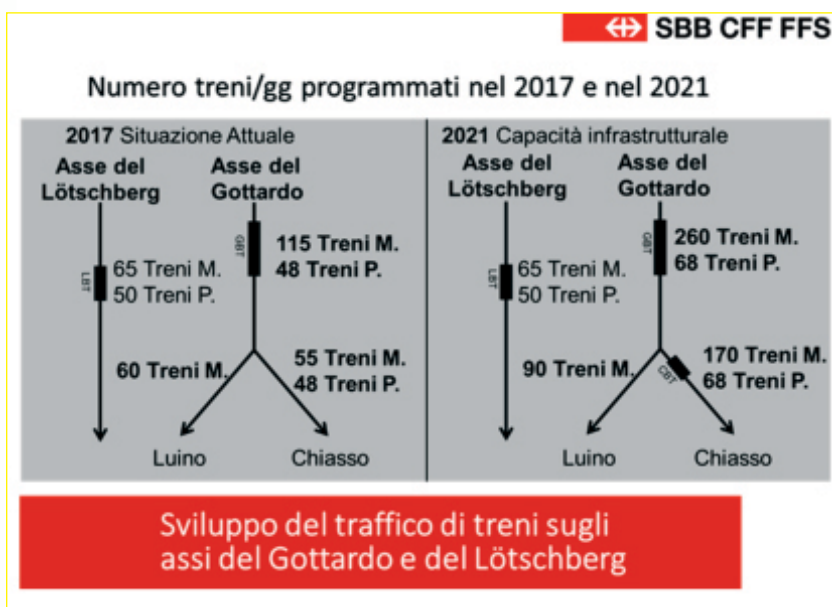 SBB CFF FFS
Numero treni/gg programmati nel 2017 e nel 2021
2017 Situazione Attuale
Asse del
Lötschberg
Asse del
Gottardo
GBT
115 Treni M.
48 Treni P.
LBT
65 Treni M.
50 Treni P.
60 Treni M.
55 Treni M.
48 Treni P.
Luino
Chiasso
2021 Capacità infrastrutturale
Asse del
Lötschberg
Asse del
Gottardo
GBT
260 Treni M.
68 Treni P.
LBT
65 Treni M.
50 Treni P.
90 Treni M.
CBT
170 Treni M.
68 Treni P.
Luino
Chiasso
Sviluppo del traffico di treni sugli
assi del Gottardo e del Lötschberg